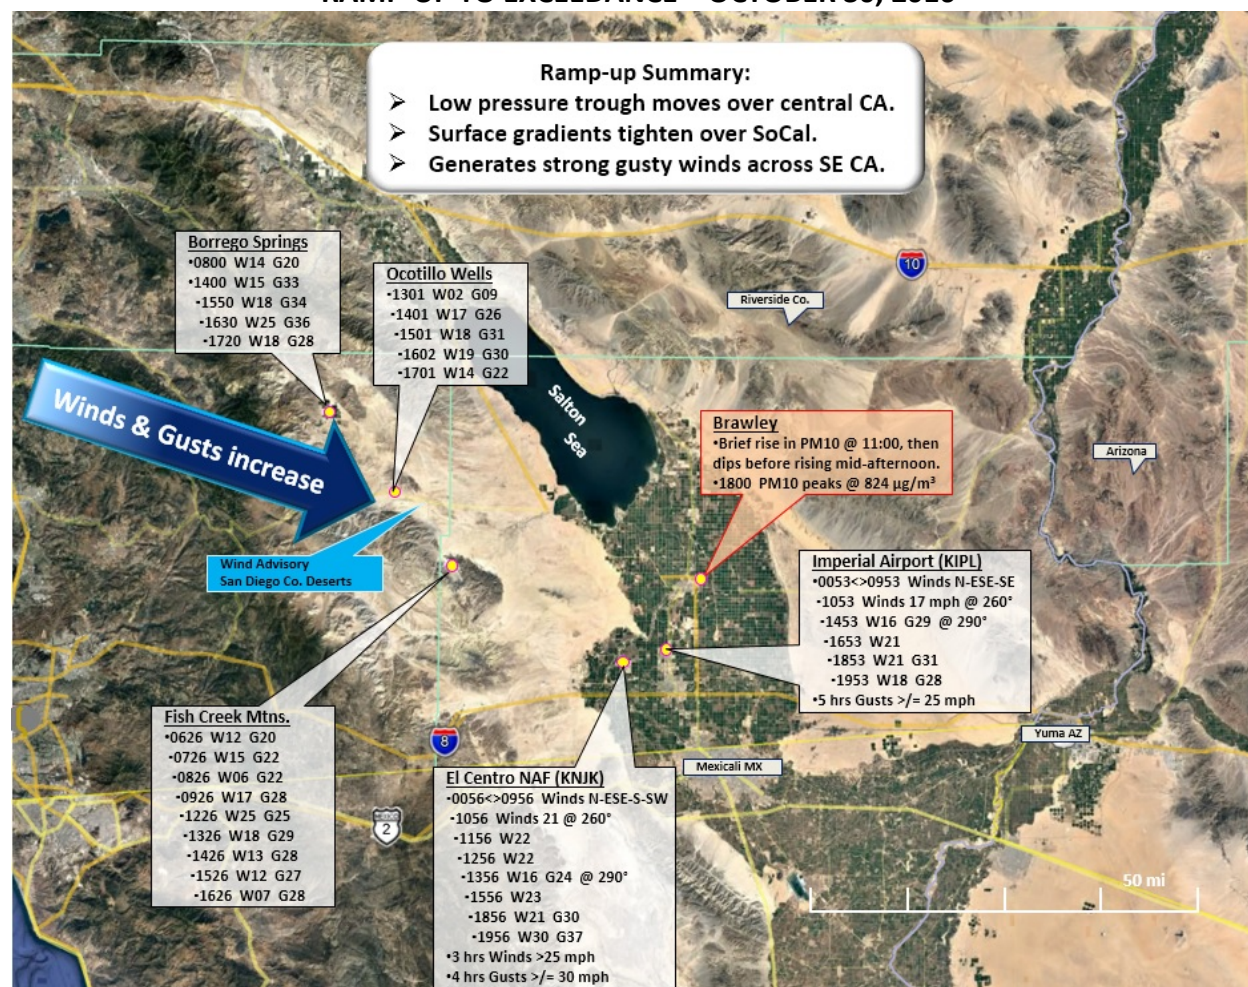 Ramp-up Summary:
➤ Low pressure trough moves over central CA.
➤ Surface gradients tighten over SoCal.
➤ Generates strong gusty winds across SE CA.
Borrego Springs
•0800 W14 G20
•1400 W15 G33
-1550 W18 G34
-1630 W25 G36
-1720 W18 G28
Ocotillo Wells
-1301 W02 G09
-1401 W17 G26
-1501 W18 G31
-1602 W19 G30
-1701 W14 G22
10
Riverside Co.
Winds & Gusts increase
Salton
Sea
Brawley
•Brief rise in PM10 @ 11:00, then
dips before rising mid-afternoon.
•1800 PM10 peaks @ 824 µg/m³
Arizona
Wind Advisory
San Diego Co. Deserts
Imperial Airport (KIPL)
•0053<>0953 Winds N-ESE-SE
-1053 Winds 17 mph @ 260°
-1453 W16 G29 @ 290°
-1653 W21
-1853 W21 G31
-1953 W18 G28
•5 hrs Gusts >/= 25 mph
Fish Creek Mtns.
•0626 W12 G20
-0726 W15 G22
-0826 W06 G22
-0926 W17 G28
-1226 W25 G25
-1326 W18 G29
-1426 W13 G28
-1526 W12 G27
-1626 W07 G28
8
2
Yuma AZ
Mexicali MX
El Centro NAF (KNJK)
•0056<>0956 Winds N-ESE-S-SW
-1056 Winds 21 @ 260°
-1156 W22
-1256 W22
-1356 W16 G24 @ 290°
-1556 W23
-1856 W21 G30
-1956 W30 G37
•3 hrs Winds >25 mph
•4 hrs Gusts >/= 30 mph
50 mi